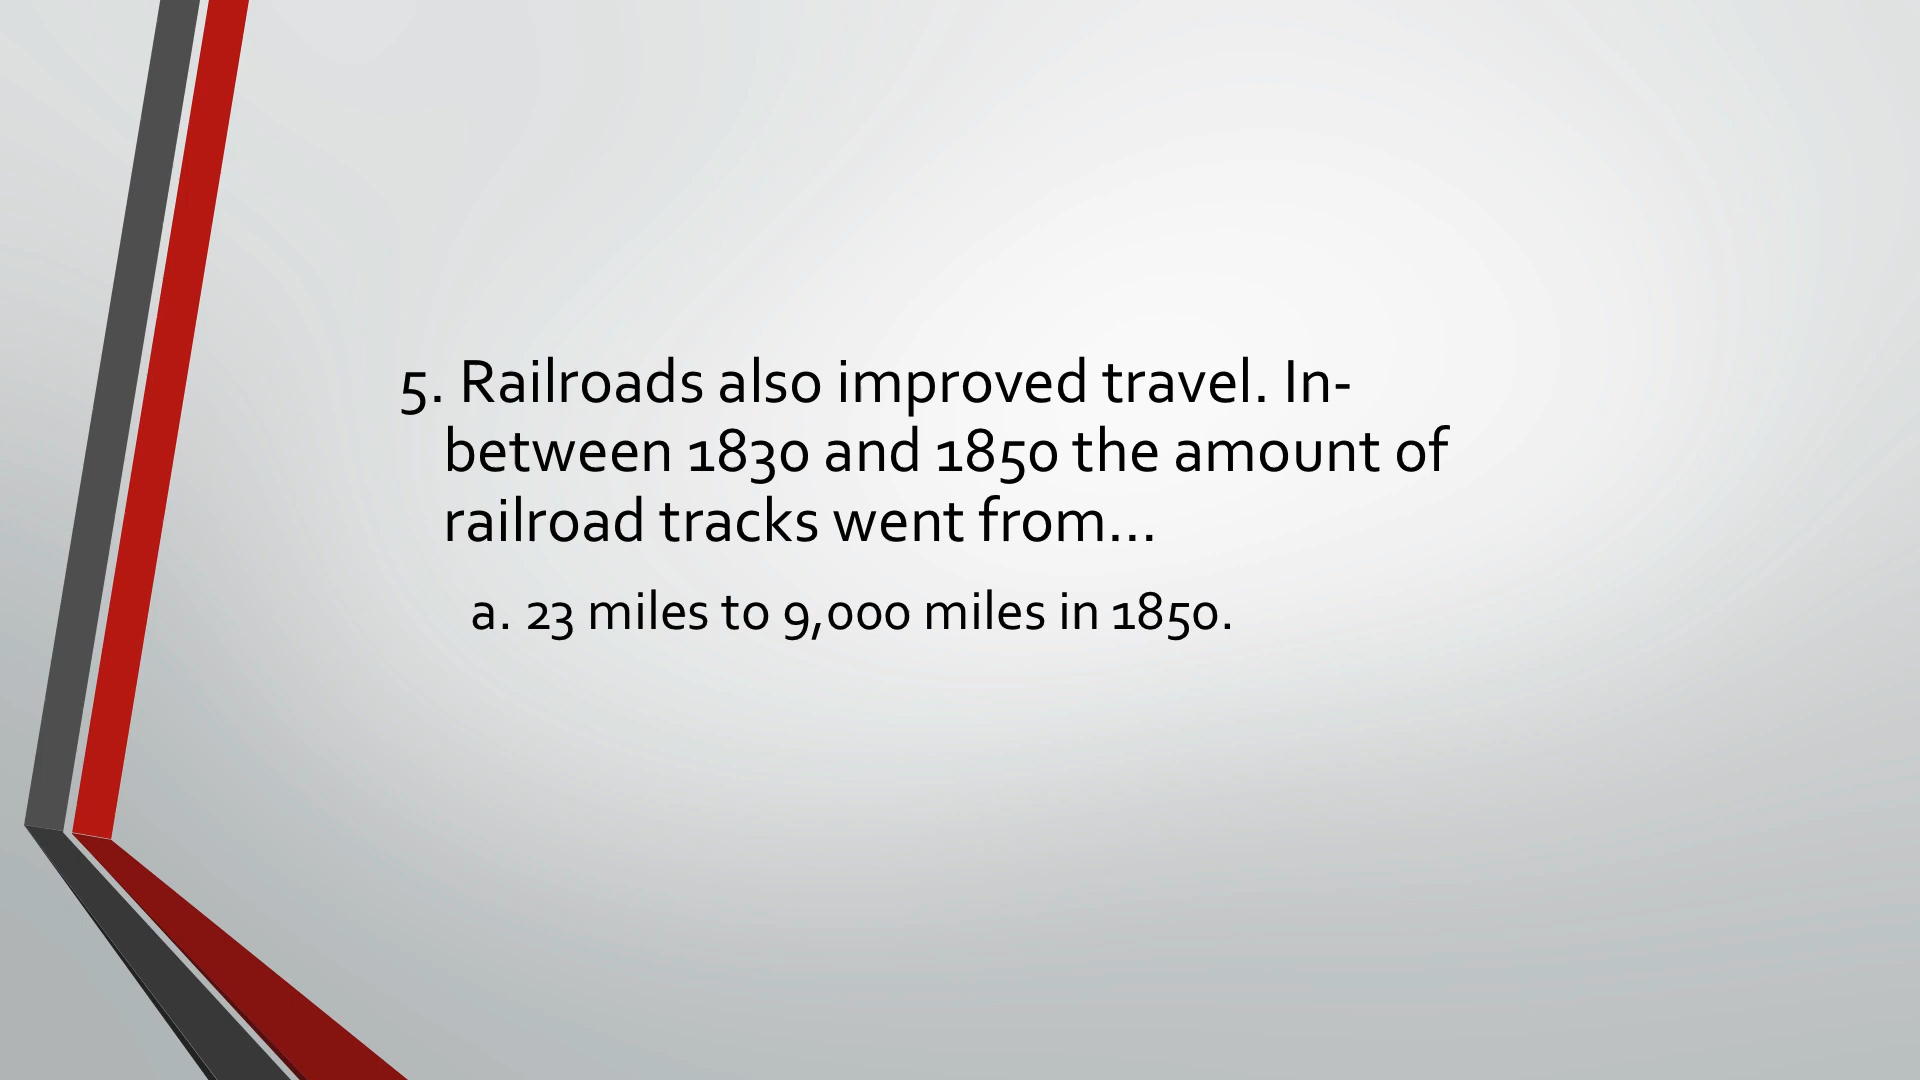 5. Railroads also improved travel. In-
between 1830 and 1850 the amount of
railroad tracks went from…
a. 23 miles to 9,000 miles in 1850.